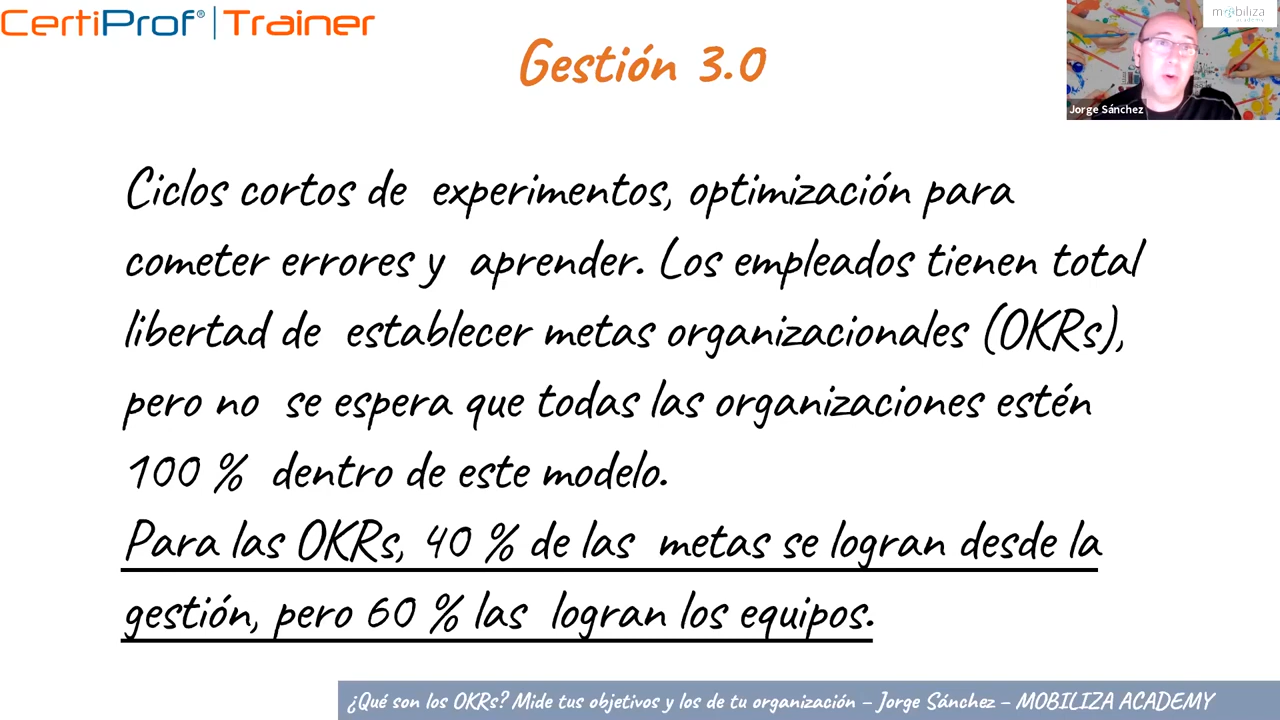 CertiProf® | Trainer
Gestión 3.0
mobiliza
academy
Jorge Sánchez
Ciclos cortos de experimentos, optimización para
cometer errores y aprender. Los empleados tienen total
libertad de establecer metas organizacionales (OKRs),
pero no se espera que todas las organizaciones estén
100 % dentro de este modelo.
Para las OKRs, 40 % de las metas se logran desde la
gestión, pero 60 % las logran los equipos.
¿Qué son los OKRs? Mide tus objetivos y los de tu organización – Jorge Sánchez – MOBILIZA ACADEMY